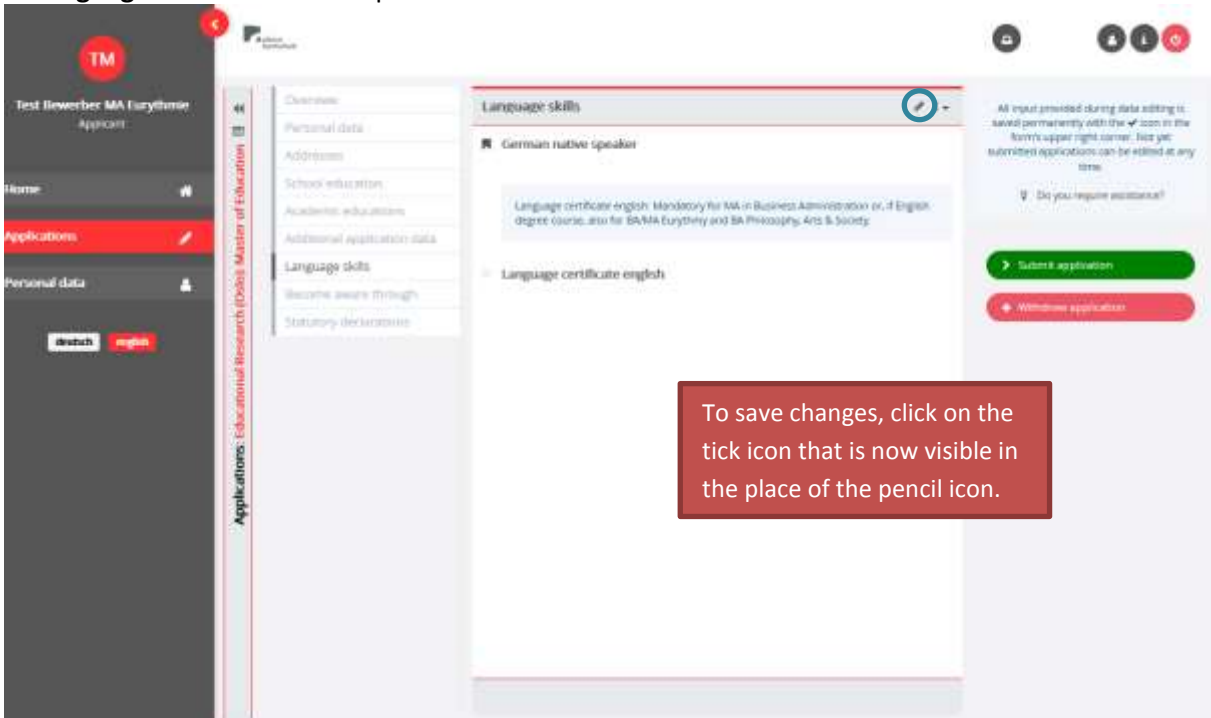 TM
Test Bewerber MA Eurythmie
Applicant
Home
Applications
Personal data
deutsch english
Applications: Educational Research (Oslo): Master of Education
Overview
Personal data
Addresses
School education
Academic educations
Additional application data
Language skills
Become aware through
Statutory declarations
Language skills
German native speaker
Language certificate english: Mandatory for MA in Business Administration or, if English
degree course, also for BA/MA Eurythmy and BA Philosophy, Arts & Society.
Language certificate english
To save changes, click on the
tick icon that is now visible in
the place of the pencil icon.
All input provided during data editing is
saved permanently with the ✔ icon in the
form's upper right corner. Not yet
submitted applications can be edited at any
time.
Do you require assistance?
Submit application
Withdraw application